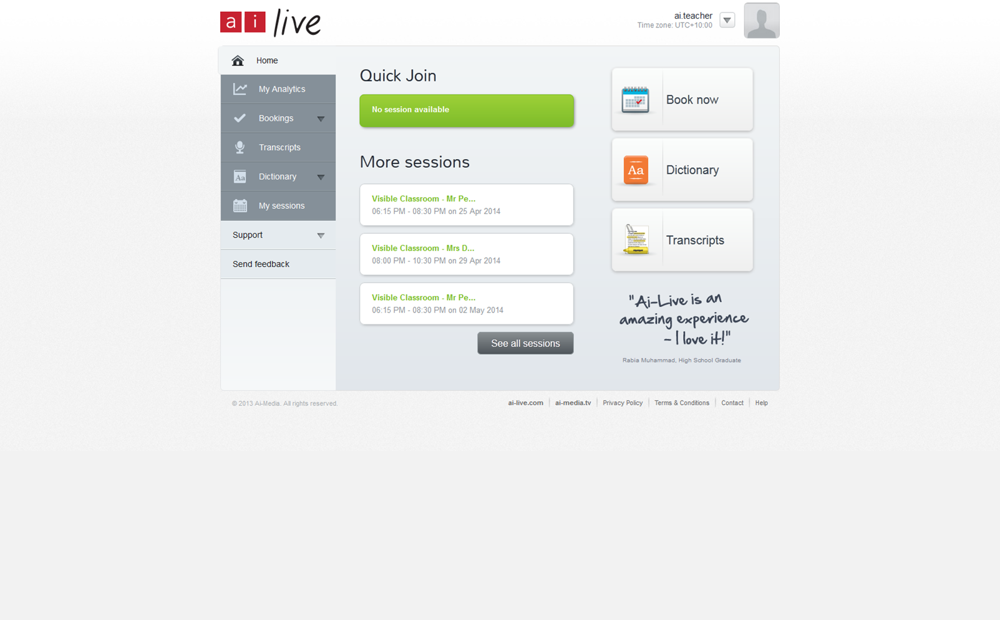 ai live
ai.teacher
Time zone: UTC+10:00
Home
My Analytics
Bookings
Transcripts
Aa
Dictionary
My sessions
Support
Send feedback
Quick Join
No session available
More sessions
Visible Classroom - Mr Pe...
06:15 PM - 08:30 PM on 25 Apr 2014
Visible Classroom - Mrs D...
08:00 PM - 10:30 PM on 29 Apr 2014
Visible Classroom - Mr Pe...
06:15 PM - 08:30 PM on 02 May 2014
See all sessions
Book now
Aa
Dictionary
Transcripts
"Ai-Live is an
amazing experience
- I love it!"
Rabia Muhammad, High School Graduate
© 2013 Ai-Media. All rights reserved.
ai-live.com
ai-media.tv
Privacy Policy
Terms & Conditions
Contact
Help